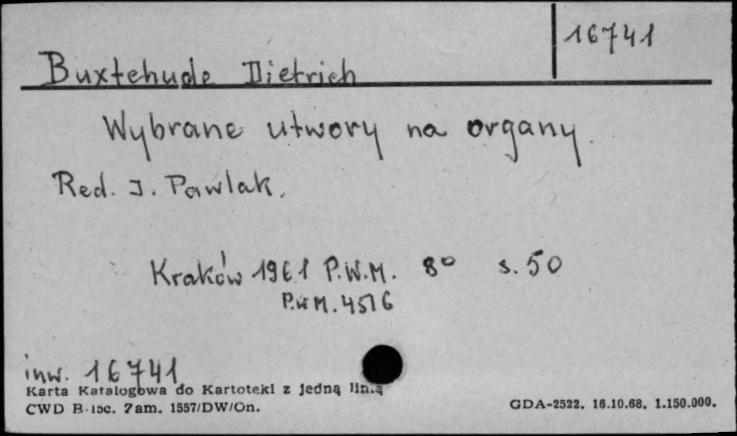 16741
Buxtehude Dietrich
Wybrane utwory na organy.
Red. J. Pawlak.
Kraków 1961 P.W.M. 8° s. 50
P.W.M. 4516
inw. 16741
Karta Katalogowa do Kartoteki z jedną linią
CWD B-15c. Zam. 1557/DW/On.
GDA-2522. 16.10.68. 1.150.000.